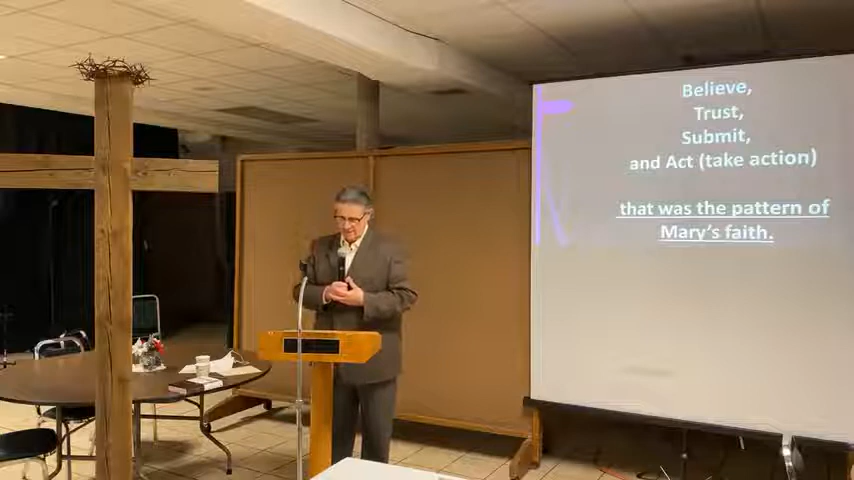 Believe,
Trust,
Submit,
and Act (take action)
that was the pattern of
Mary's faith.